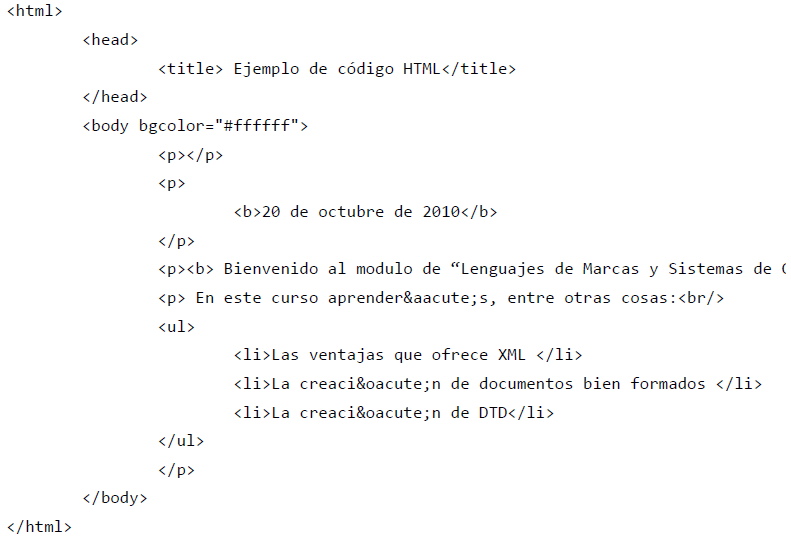 <html>
<head>
<title> Ejemplo de código HTML</title>
</head>
<body bgcolor="#ffffff">
<p></p>
<p>
<b>20 de octubre de 2010</b>
</p>
<p><b> Bienvenido al modulo de “Lenguajes de Marcas y Sistemas de
<p> En este curso aprender&aacute;s, entre otras cosas:<br/>
<ul>
<li>Las ventajas que ofrece XML </li>
<li>La creaci&oacute;n de documentos bien formados </li>
<li>La creaci&oacute;n de DTD</li>
</ul>
</p>
</body>
</html>